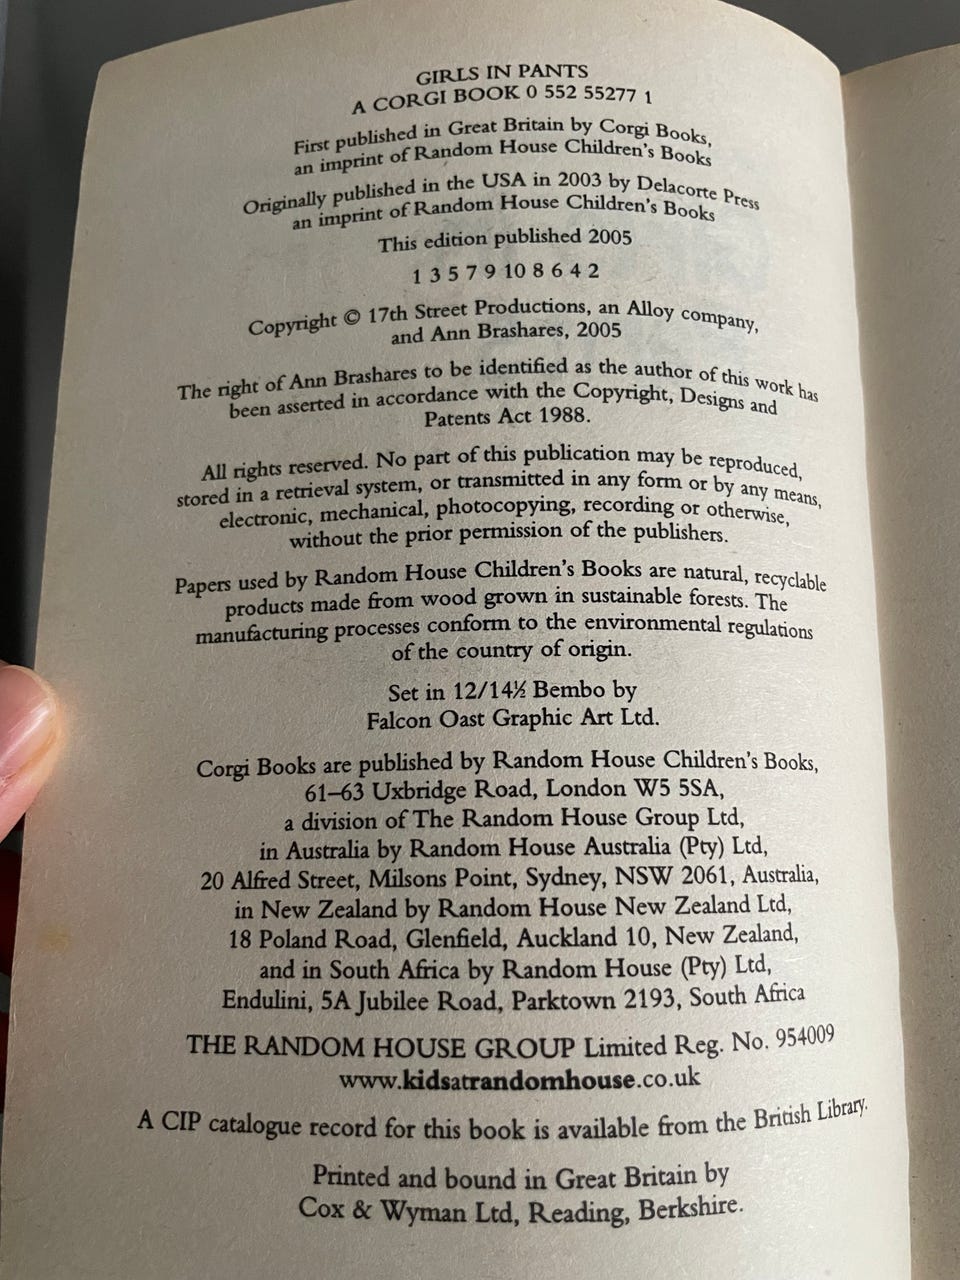 GIRLS IN PANTS
A CORGI BOOK 0 552 55277 1
First published in Great Britain by Corgi Books,
an imprint of Random House Children's Books
Originally published in the USA in 2003 by Delacorte Press
an imprint of Random House Children's Books
This edition published 2005
1 3 5 7 9 10 8 6 4 2
Copyright © 17th Street Productions, an Alloy company,
and Ann Brashares, 2005
The right of Ann Brashares to be identified as the author of this work has
been asserted in accordance with the Copyright, Designs and
Patents Act 1988.
All rights reserved. No part of this publication may be reproduced,
stored in a retrieval system, or transmitted in any form or by any means,
electronic, mechanical, photocopying, recording or otherwise,
without the prior permission of the publishers.
Papers used by Random House Children's Books are natural, recyclable
products made from wood grown in sustainable forests. The
manufacturing processes conform to the environmental regulations
of the country of origin.
Set in 12/14½ Bembo by
Falcon Oast Graphic Art Ltd.
Corgi Books are published by Random House Children's Books,
61–63 Uxbridge Road, London W5 5SA,
a division of The Random House Group Ltd,
in Australia by Random House Australia (Pty) Ltd,
20 Alfred Street, Milsons Point, Sydney, NSW 2061, Australia,
in New Zealand by Random House New Zealand Ltd,
18 Poland Road, Glenfield, Auckland 10, New Zealand,
and in South Africa by Random House (Pty) Ltd,
Endulini, 5A Jubilee Road, Parktown 2193, South Africa
THE RANDOM HOUSE GROUP Limited Reg. No. 954009
www.kidsatrandomhouse.co.uk
A CIP catalogue record for this book is available from the British Library.
Printed and bound in Great Britain by
Cox & Wyman Ltd, Reading, Berkshire.